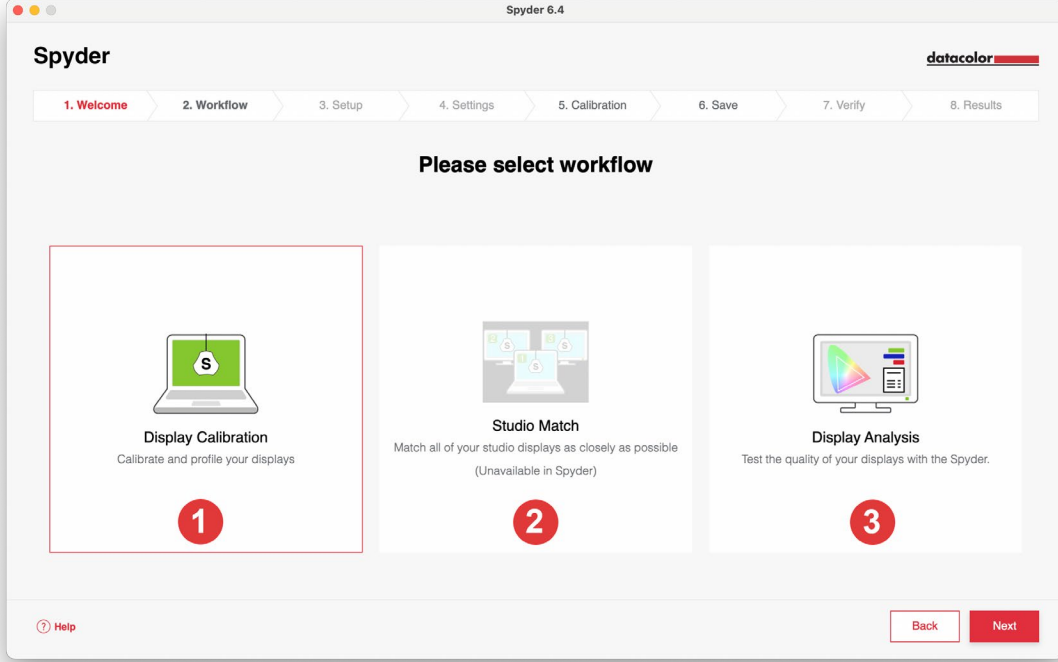 Spyder 6.4
Spyder
datacolor
1. Welcome 2. Workflow 3. Setup 4. Settings 5. Calibration 6. Save 7. Verify 8. Results
Please select workflow
S
Display Calibration
Calibrate and profile your displays
1
2 S 3 S
1 S
Studio Match
Match all of your studio displays as closely as possible
(Unavailable in Spyder)
2
Display Analysis
Test the quality of your displays with the Spyder.
3
? Help
Back Next